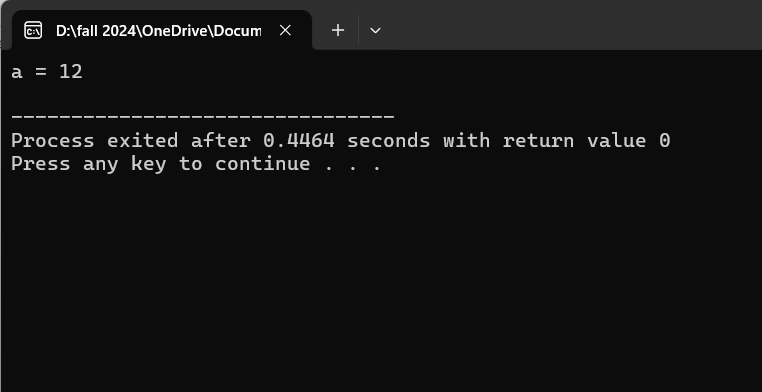 D:\fall 2024\OneDrive\Docum
a = 12
--------------------------------
Process exited after 0.4464 seconds with return value 0
Press any key to continue . . .